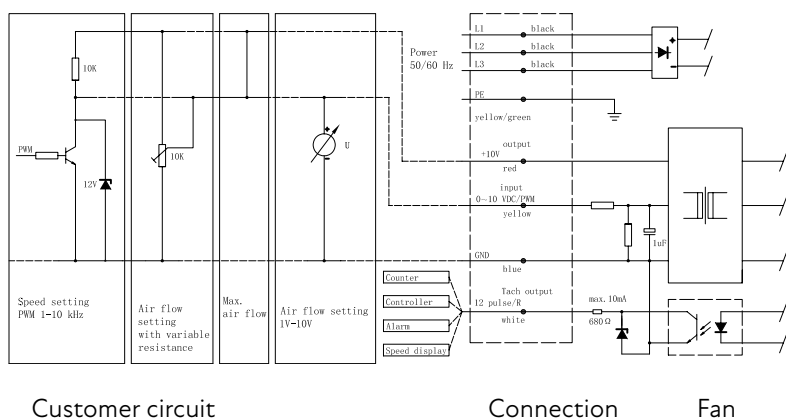 10K
PWM
12V
Speed setting
PWM 1-10 kHz
10K
Air flow
setting
with variable
resistance
Max.
air flow
U
Air flow setting
1V-10V
Power
50/60 Hz
L1
black
L2
black
L3
black
PE
yellow/green
output
+10V
red
input
0~10 VDC/PWM
yellow
GND
blue
Tach output
12 pulse/R
white
Counter
Controller
Alarm
Speed display
1uF
max.10mA
680Ω
Customer circuit
Connection
Fan